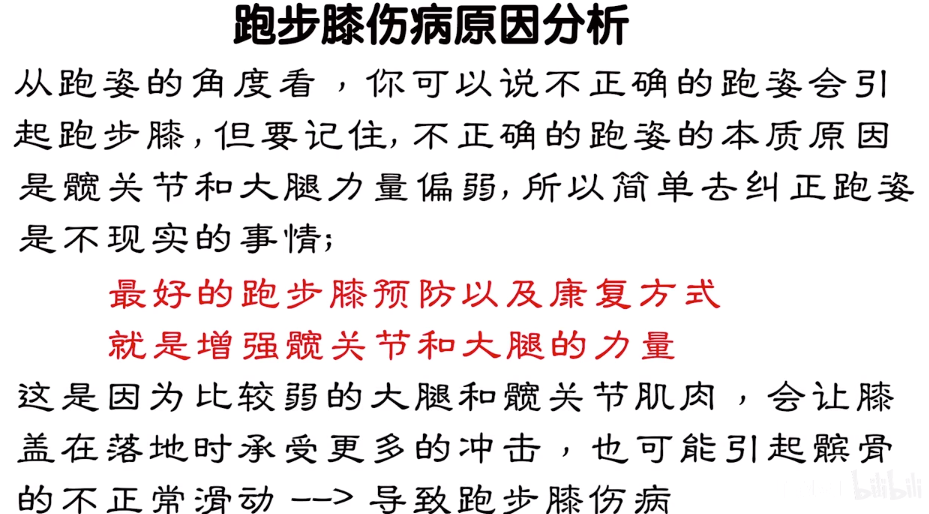 跑步膝伤病原因分析
从跑姿的角度看，你可以说不正确的跑姿会引
起跑步膝,但要记住,不正确的跑姿的本质原因
是髋关节和大腿力量偏弱,所以简单去纠正跑姿
是不现实的事情;
最好的跑步膝预防以及康复方式
就是增强髋关节和大腿的力量
这是因为比较弱的大腿和髋关节肌肉，会让膝
盖在落地时承受更多的冲击，也可能引起髌骨
的不正常滑动 --> 导致跑步膝伤病
bilibili